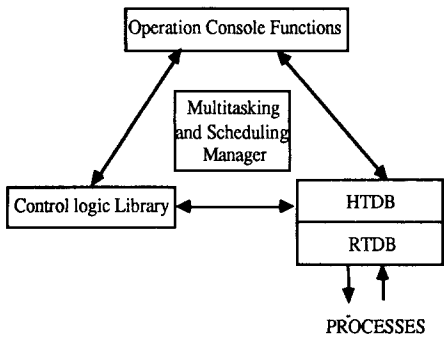 Operation Console Functions
Multitasking
and Scheduling
Manager
Control logic Library
HTDB
RTDB
PROCESSES